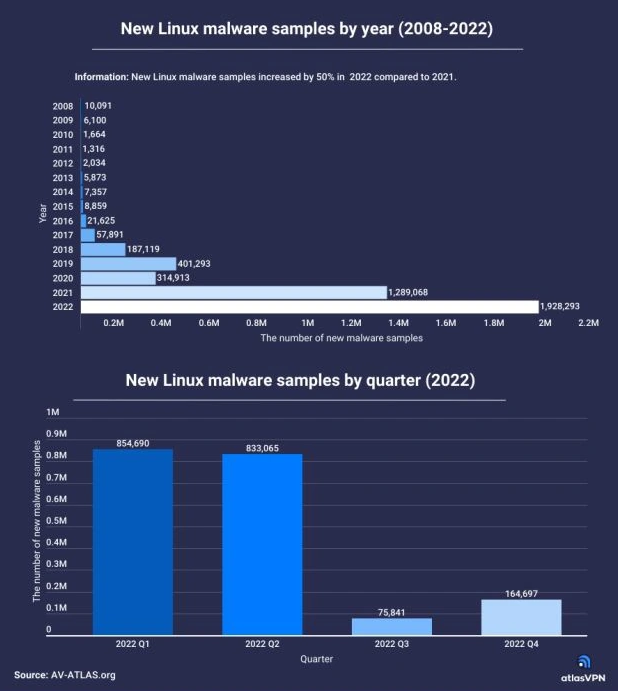 New Linux malware samples by year (2008-2022)
Information: New Linux malware samples increased by 50% in 2022 compared to 2021.
Year
2008 10,091
2009 6,100
2010 1,664
2011 1,316
2012 2,034
2013 5,873
2014 7,357
2015 8,859
2016 21,625
2017 57,891
2018 187,119
2019 401,293
2020 314,913
2021 1,289,068
2022 1,928,293
0.2M 0.4M 0.6M 0.8M 1M 1.2M 1.4M 1.6M 1.8M 2M 2.2M
The number of new malware samples
New Linux malware samples by quarter (2022)
The number of new malware samples
1M
0.9M
0.8M
0.7M
0.6M
0.5M
0.4M
0.3M
0.2M
0.1M
0
854,690
833,065
75,841
164,697
2022 Q1 2022 Q2 2022 Q3 2022 Q4
Quarter
Source: AV-ATLAS.org
atlasVPN